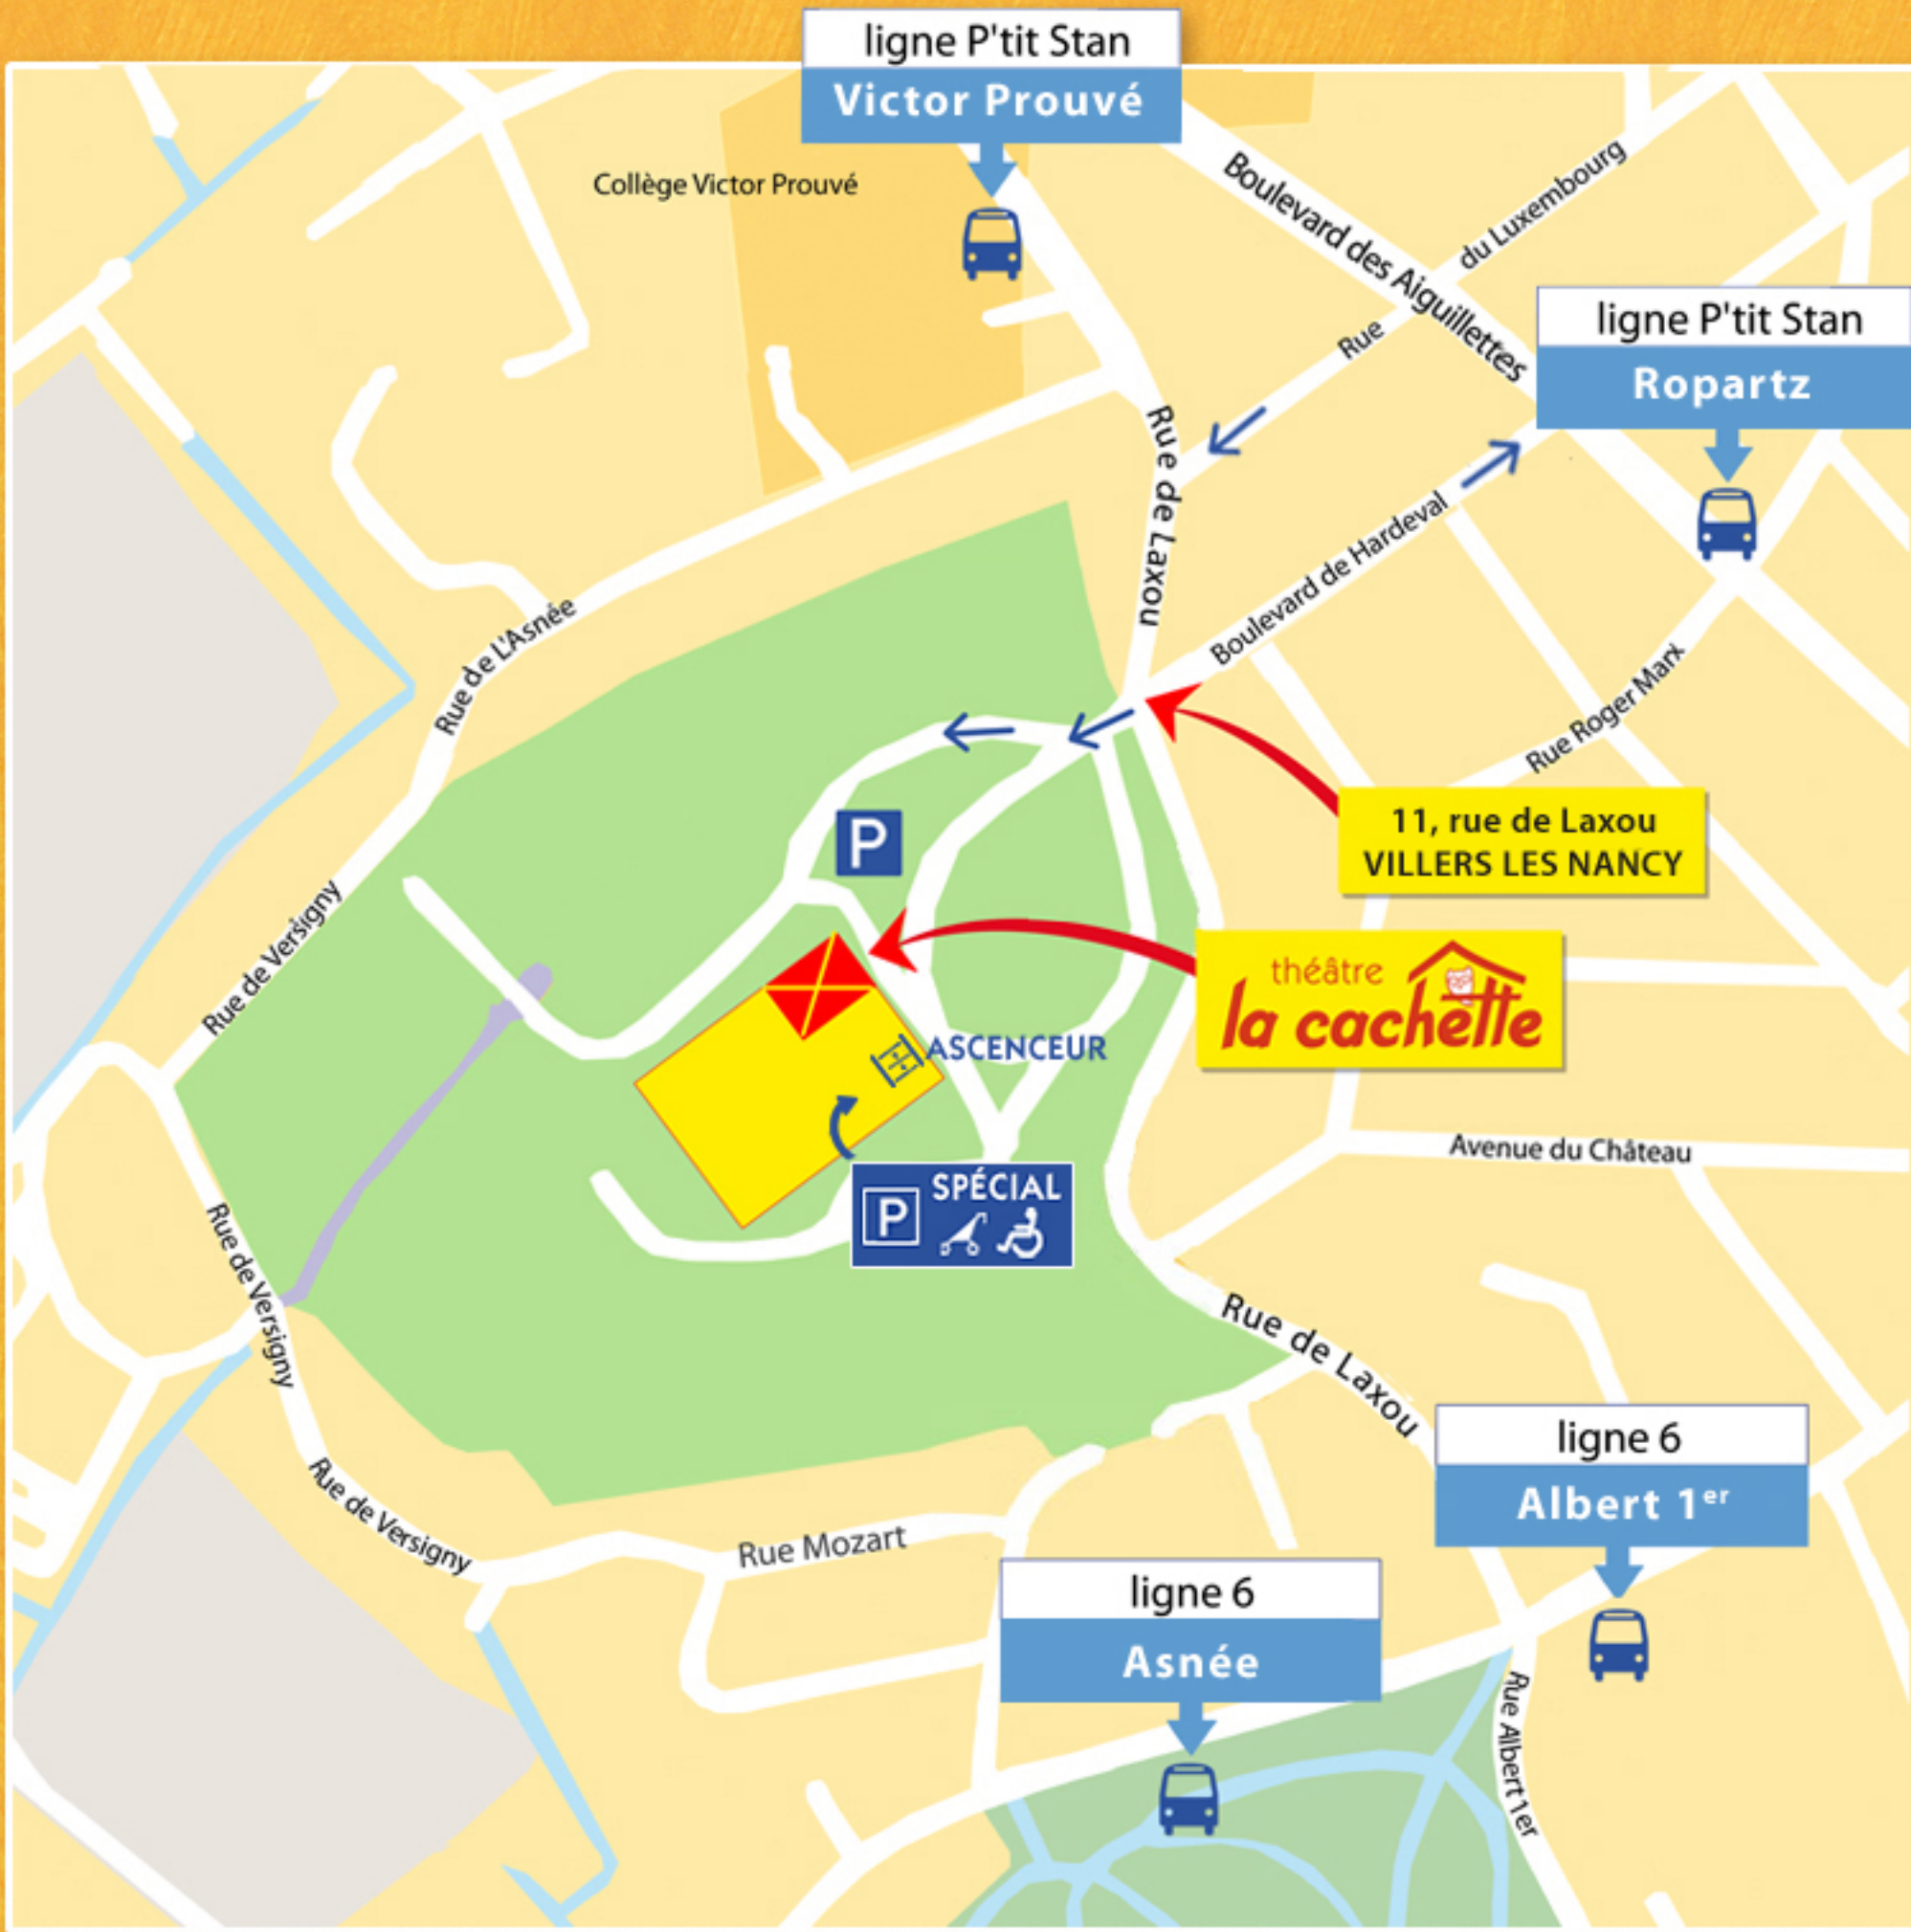 ligne P'tit Stan
Victor Prouvé
Collège Victor Prouvé
Boulevard des Aiguillettes
Rue du Luxembourg
ligne P'tit Stan
Ropartz
Rue de Laxou
Boulevard de Hardeval
Rue de L'Asnée
Rue Roger Marx
11, rue de Laxou
VILLERS LES NANCY
P
Rue de Versigny
théâtre
la cachette
ASCENCEUR
Avenue du Château
P SPÉCIAL
Rue de Versigny
Rue de Laxou
ligne 6
Albert 1er
Rue de Versigny
Rue Mozart
ligne 6
Asnée
Rue Albert 1er